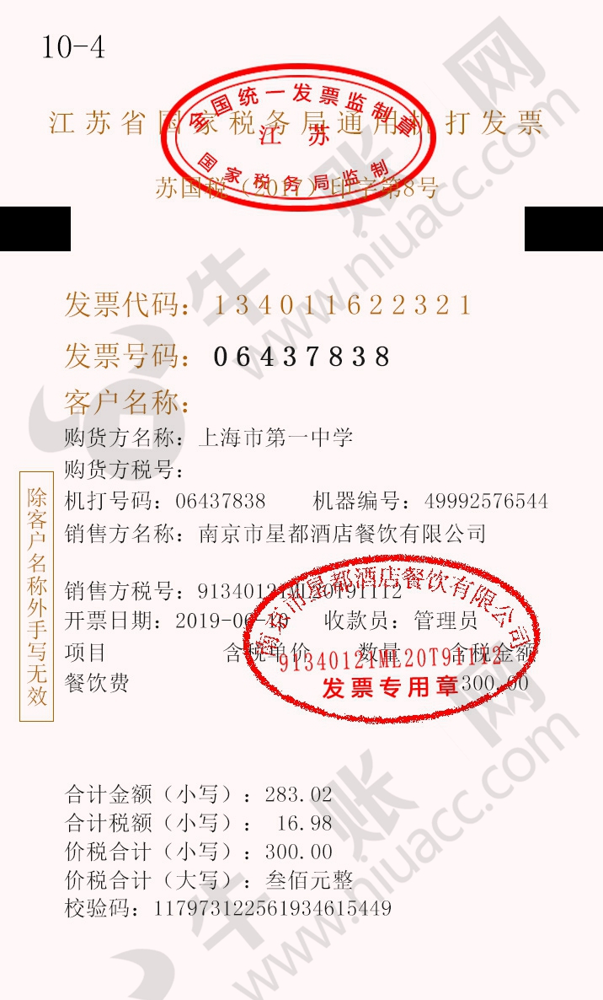 10-4
全国统一发票监制章
江苏省国家税务局通用机打发票
江苏
国家税务局监制
苏国税（2017）印字第8号
发票代码：134011622321
发票号码：06437838
客户名称：
购货方名称：上海市第一中学
购货方税号：
机打号码：06437838 机器编号：49992576544
销售方名称：南京市星都酒店餐饮有限公司
除客户名称外手写无效
南京市星都酒店餐饮有限公司
销售方税号：91340121ML20T91112
开票日期：2019-06-19 收款员：管理员
项目 含税单价 数量 含税金额
91340121ML20T91112
餐饮费 300.00
发票专用章
合计金额（小写）：283.02
合计税额（小写）： 16.98
价税合计（小写）：300.00
价税合计（大写）：叁佰元整
校验码：117973122561934615449
牛账网
www.niuacc.com
牛账网
www.niuacc.com